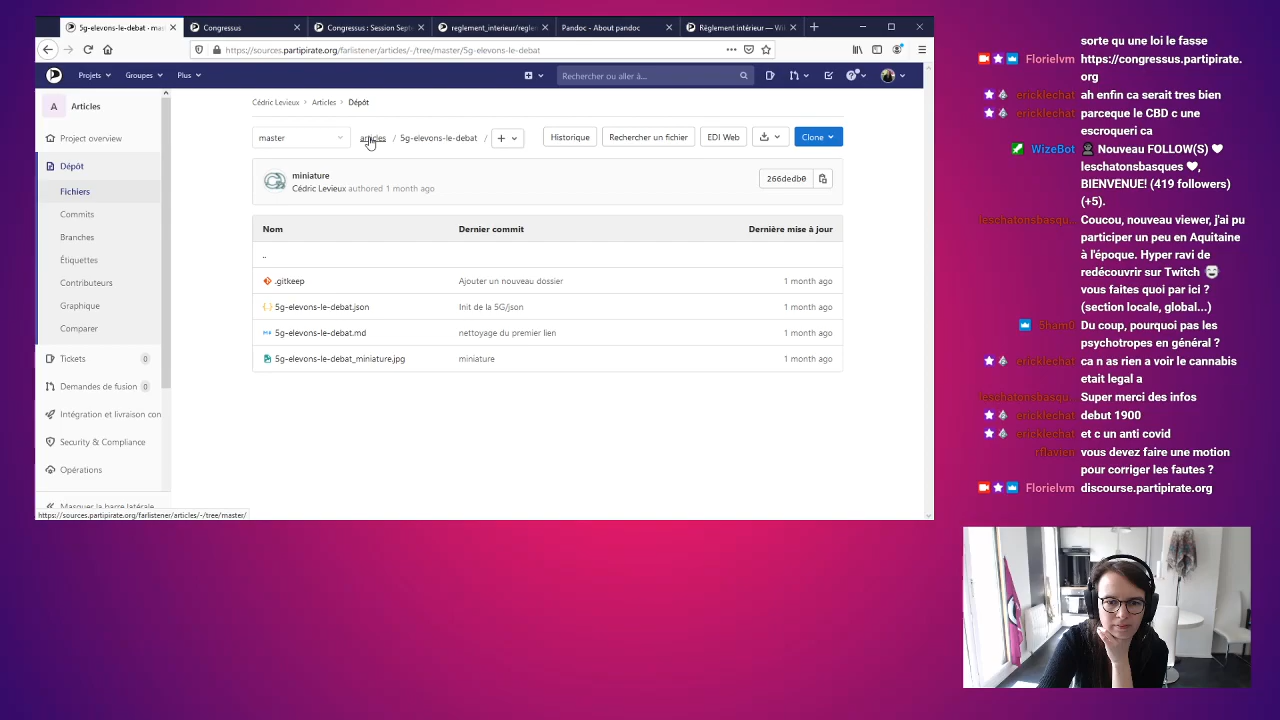 5g-elevons-le-debat · mas
Congressus
Congressus : Session Septe
reglement_interieur/reglem
Pandoc - About pandoc
Règlement intérieur — Wiki
https://sources.partipirate.org/farlistener/articles/-/tree/master/5g-elevons-le-debat
Projets
Groupes
Plus
Rechercher ou aller à...
A Articles
Project overview
Dépôt
Fichiers
Commits
Branches
Étiquettes
Contributeurs
Graphique
Comparer
Tickets 0
Demandes de fusion 0
Intégration et livraison con
Security & Compliance
Opérations
Masquer la barre latérale
https://sources.partipirate.org/farlistener/articles/-/tree/master/
Cédric Levieux > Articles > Dépôt
master
articles / 5g-elevons-le-debat /
Historique
Rechercher un fichier
EDI Web
Clone
miniature
Cédric Levieux authored 1 month ago
266dedb0
Nom Dernier commit Dernière mise à jour
..
.gitkeep Ajouter un nouveau dossier 1 month ago
5g-elevons-le-debat.json Init de la 5G/json 1 month ago
5g-elevons-le-debat.md nettoyage du premier lien 1 month ago
5g-elevons-le-debat_miniature.jpg miniature 1 month ago
sorte qu une loi le fasse
Florielvm https://congressus.partipirate.
org
ericklechat ah enfin ca serait tres bien
ericklechat parceque le CBD c une
escroqueri ca
WizeBot Nouveau FOLLOW(S)
leschatonsbasques
BIENVENUE! (419 followers)
(+5).
leschatonsbasqu.. Coucou, nouveau viewer, j'ai pu
participer un peu en Aquitaine
à l'époque. Hyper ravi de
redécouvrir sur Twitch
vous faites quoi par ici ?
(section locale, global...)
5ham0 Du coup, pourquoi pas les
psychotropes en général ?
ericklechat ca n as rien a voir le cannabis
etait legal a
leschatonsbasqu.. Super merci des infos
ericklechat debut 1900
ericklechat et c un anti covid
rflavien vous devez faire une motion
pour corriger les fautes ?
Florielvm discourse.partipirate.org